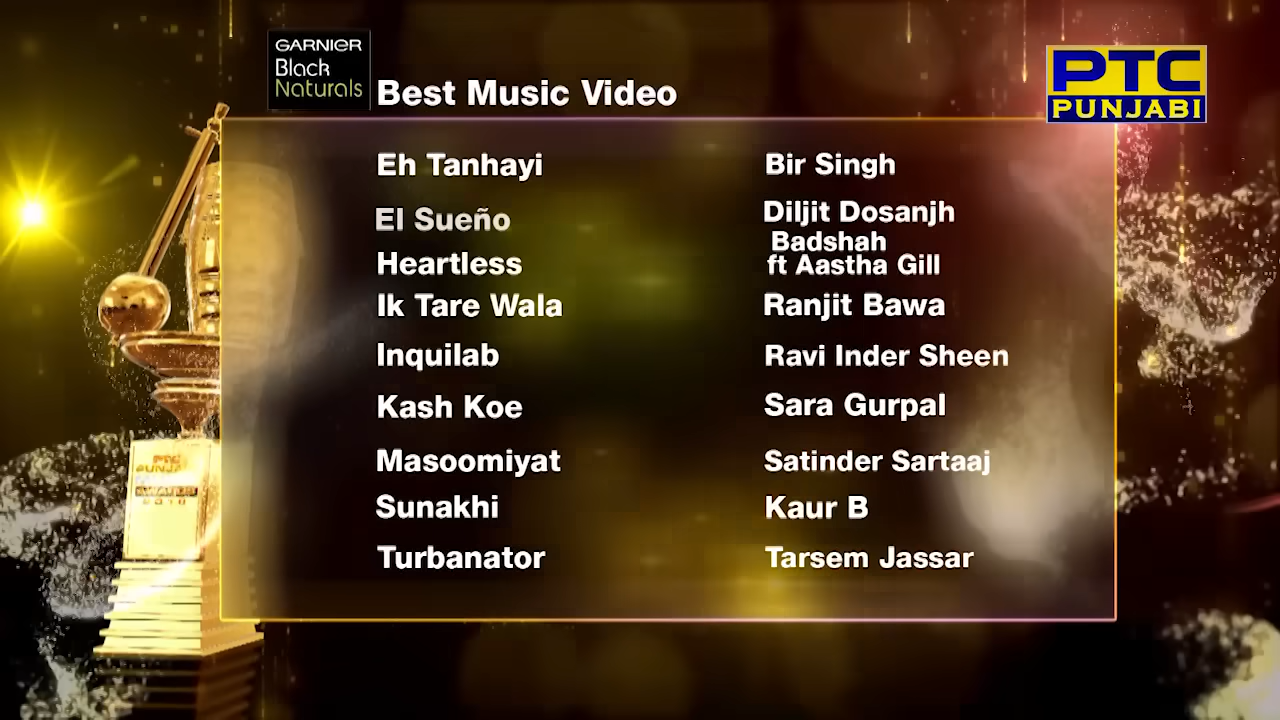 GARNIER
Black
Naturals
Best Music Video
PTC
PUNJABI
Eh Tanhayi Bir Singh
El Sueño Diljit Dosanjh
Badshah
Heartless ft Aastha Gill
Ik Tare Wala Ranjit Bawa
Inquilab Ravi Inder Sheen
Kash Koe Sara Gurpal
Masoomiyat Satinder Sartaaj
Sunakhi Kaur B
Turbanator Tarsem Jassar
PTC
PUNJABI